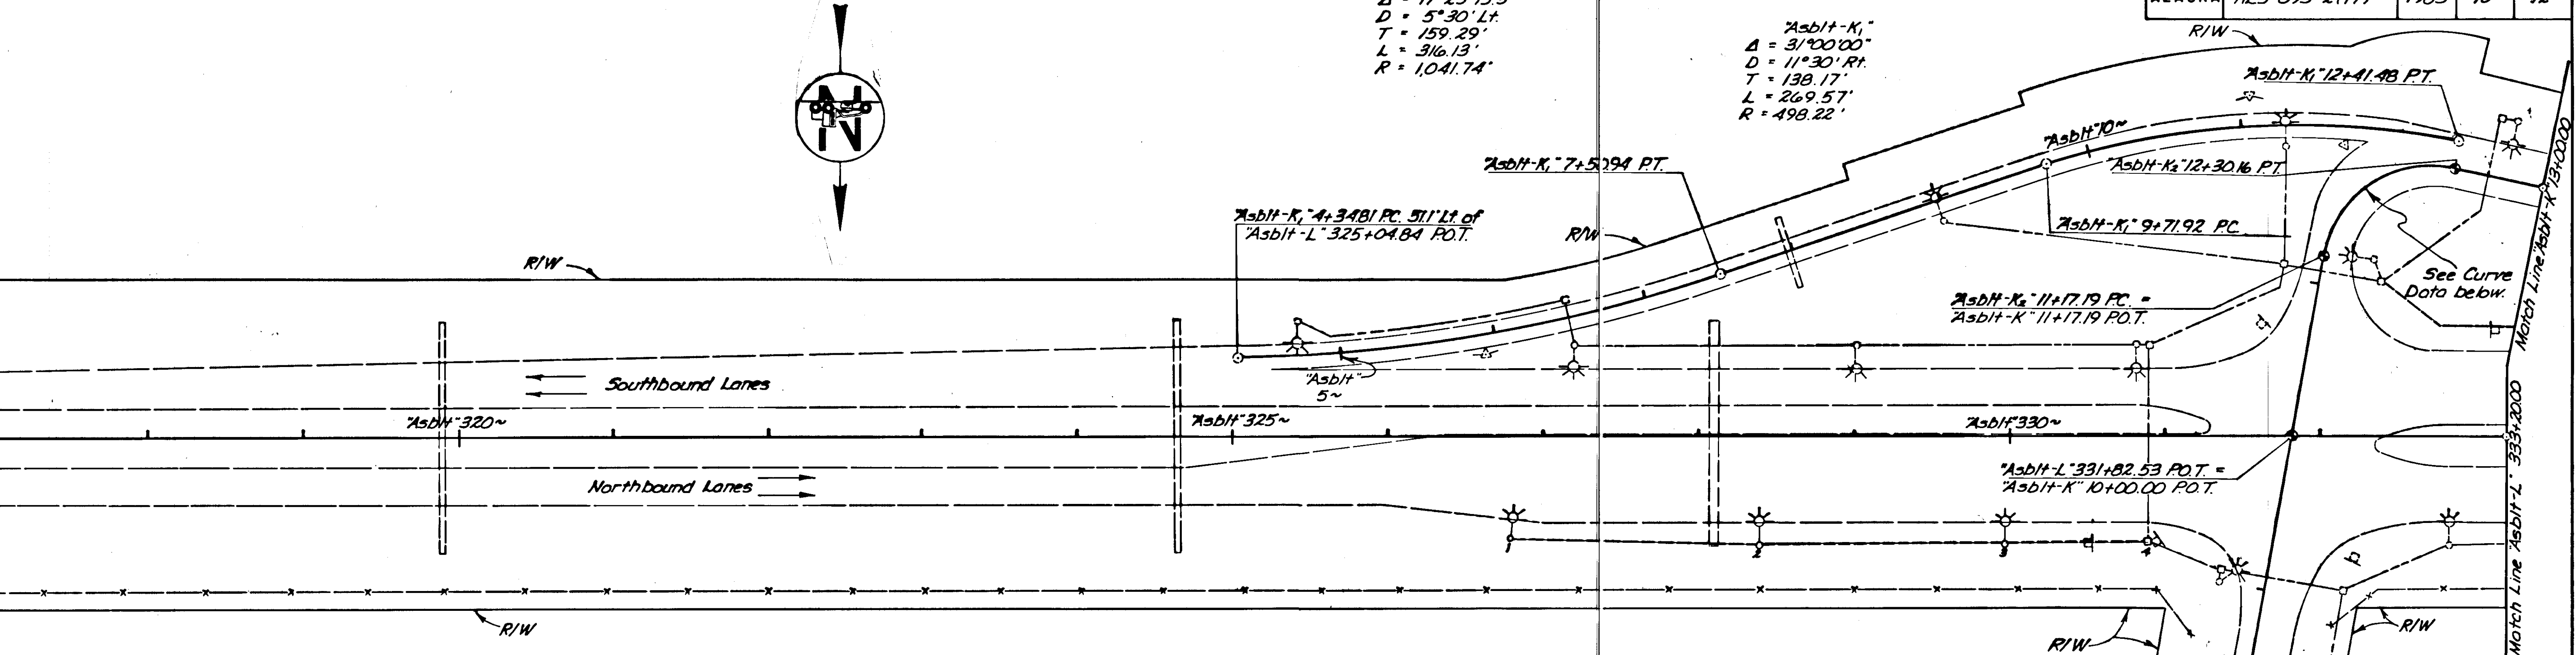 D = 5°30' Lt.
T = 159.29'
L = 316.13'
R = 1,041.74'
"Asblt-K₁"
Δ = 31°00'00"
D = 11°30' Rt.
T = 138.17'
L = 269.57'
R = 498.22'
R/W
"Asblt-K₁" 12+41.48 P.T.
N
"Asblt" 10~
"Asblt-K₁" 7+50.94 P.T.
"Asblt-K₂" 12+30.16 P.T.
"Asblt-K₁" 4+34.81 P.C. 51.1' Lt. of
"Asblt-L" 325+04.84 P.O.T.
R/W
"Asblt-K₁" 9+71.92 P.C.
R/W
See Curve
Data below.
"Asblt-K₂" 11+17.19 P.C. =
"Asblt-K" 11+17.19 P.O.T.
Match Line "Asblt-K" 13+00.00
Southbound Lanes
"Asblt"
5~
"Asblt" 320~
"Asblt" 325~
"Asblt" 330~
Match Line "Asblt-L" 333+20.00
Northbound Lanes
"Asblt-L" 331+82.53 P.O.T. =
"Asblt-K" 10+00.00 P.O.T.
1
2
3
4
R/W
R/W
R/W